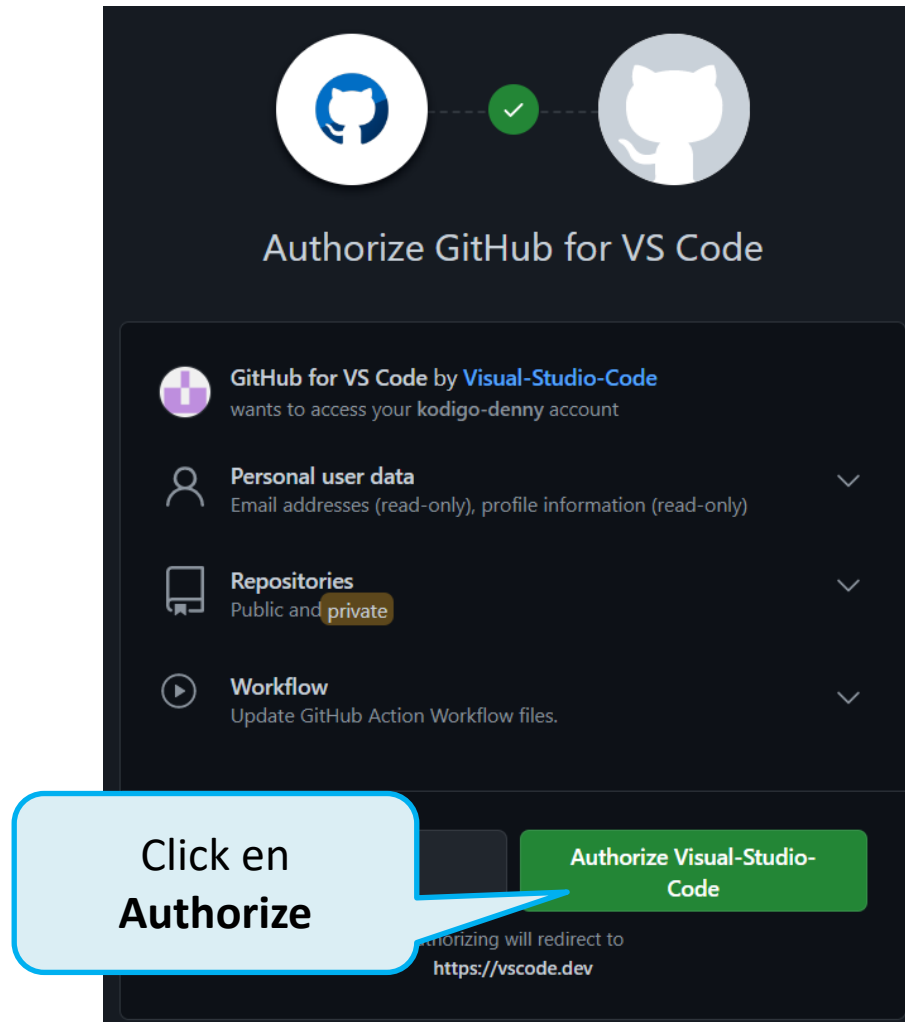 Authorize GitHub for VS Code
GitHub for VS Code by Visual-Studio-Code
wants to access your kodigo-denny account
Personal user data
Email addresses (read-only), profile information (read-only)
Repositories
Public and private
Workflow
Update GitHub Action Workflow files.
Click en
Authorize
Authorize Visual-Studio-
Code
will redirect to
https://vscode.dev